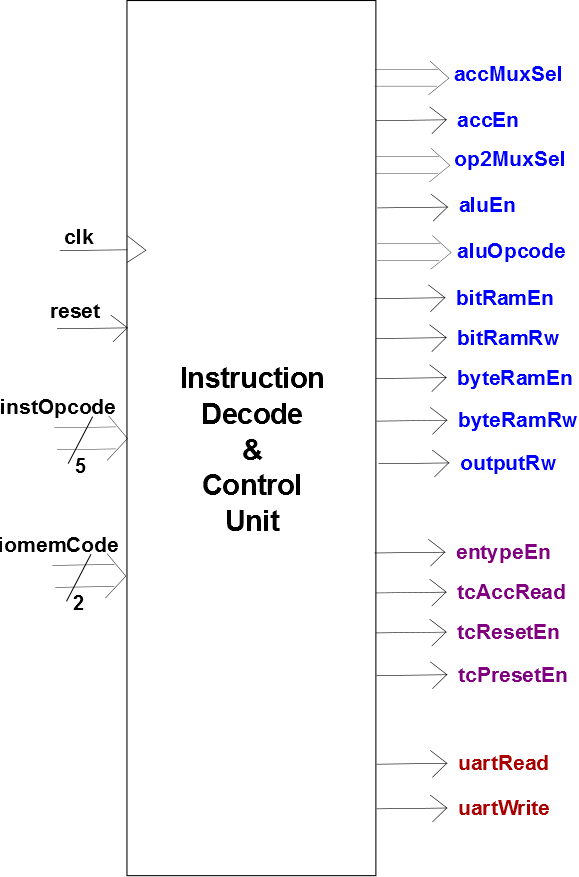 clk
reset
instOpcode
5
iomemCode
2
Instruction
Decode
&
Control
Unit
accMuxSel
accEn
op2MuxSel
aluEn
aluOpcode
bitRamEn
bitRamRw
byteRamEn
byteRamRw
outputRw
entypeEn
tcAccRead
tcResetEn
tcPresetEn
uartRead
uartWrite